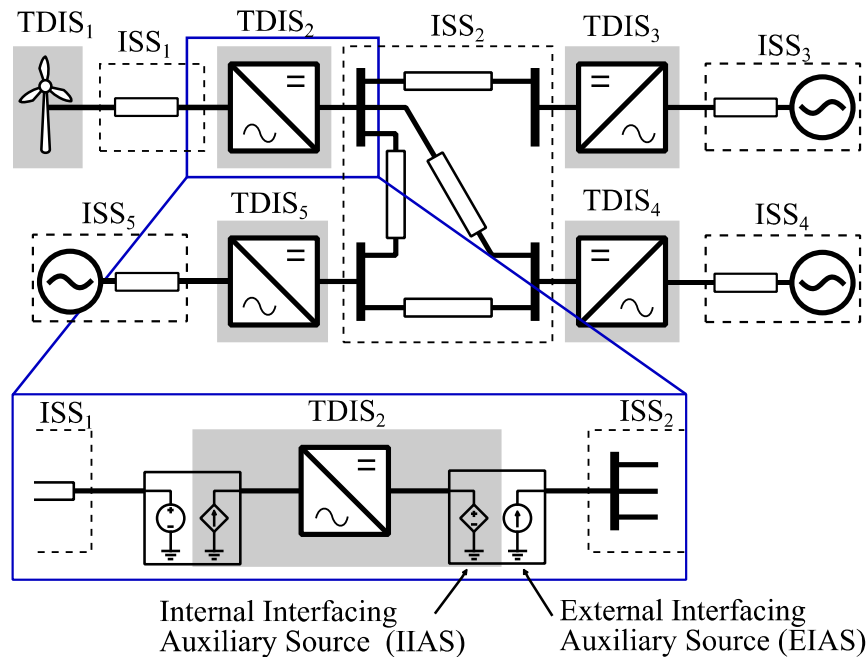 TDIS₁
ISS₁
TDIS₂
ISS₂
TDIS₃
ISS₃
ISS₅
TDIS₅
TDIS₄
ISS₄
ISS₁
TDIS₂
ISS₂
Internal Interfacing
Auxiliary Source (IIAS)
External Interfacing
Auxiliary Source (EIAS)